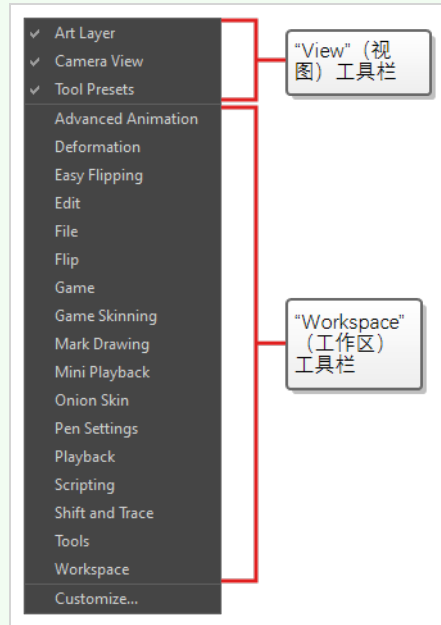 Art Layer
Camera View
Tool Presets
Advanced Animation
Deformation
Easy Flipping
Edit
File
Flip
Game
Game Skinning
Mark Drawing
Mini Playback
Onion Skin
Pen Settings
Playback
Scripting
Shift and Trace
Tools
Workspace
Customize...
“View”（视
图）工具栏
“Workspace”
（工作区）
工具栏